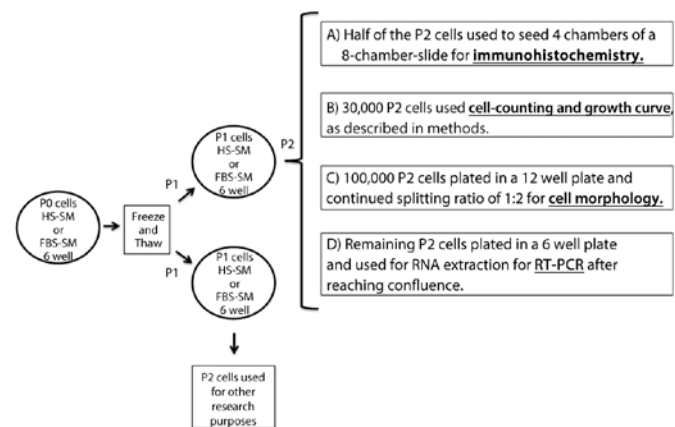 A) Half of the P2 cells used to seed 4 chambers of a
8-chamber-slide for immunohistochemistry.
B) 30,000 P2 cells used cell-counting and growth curve,
as described in methods.
C) 100,000 P2 cells plated in a 12 well plate and
continued splitting ratio of 1:2 for cell morphology.
D) Remaining P2 cells plated in a 6 well plate
and used for RNA extraction for RT-PCR after
reaching confluence.
P2
P1 cells
HS-SM
or
FBS-SM
6 well
P1
P0 cells
HS-SM
or
FBS-SM
6 well
Freeze
and
Thaw
P1
P1 cells
HS-SM
or
FBS-SM
6 well
P2 cells used
for other
research
purposes